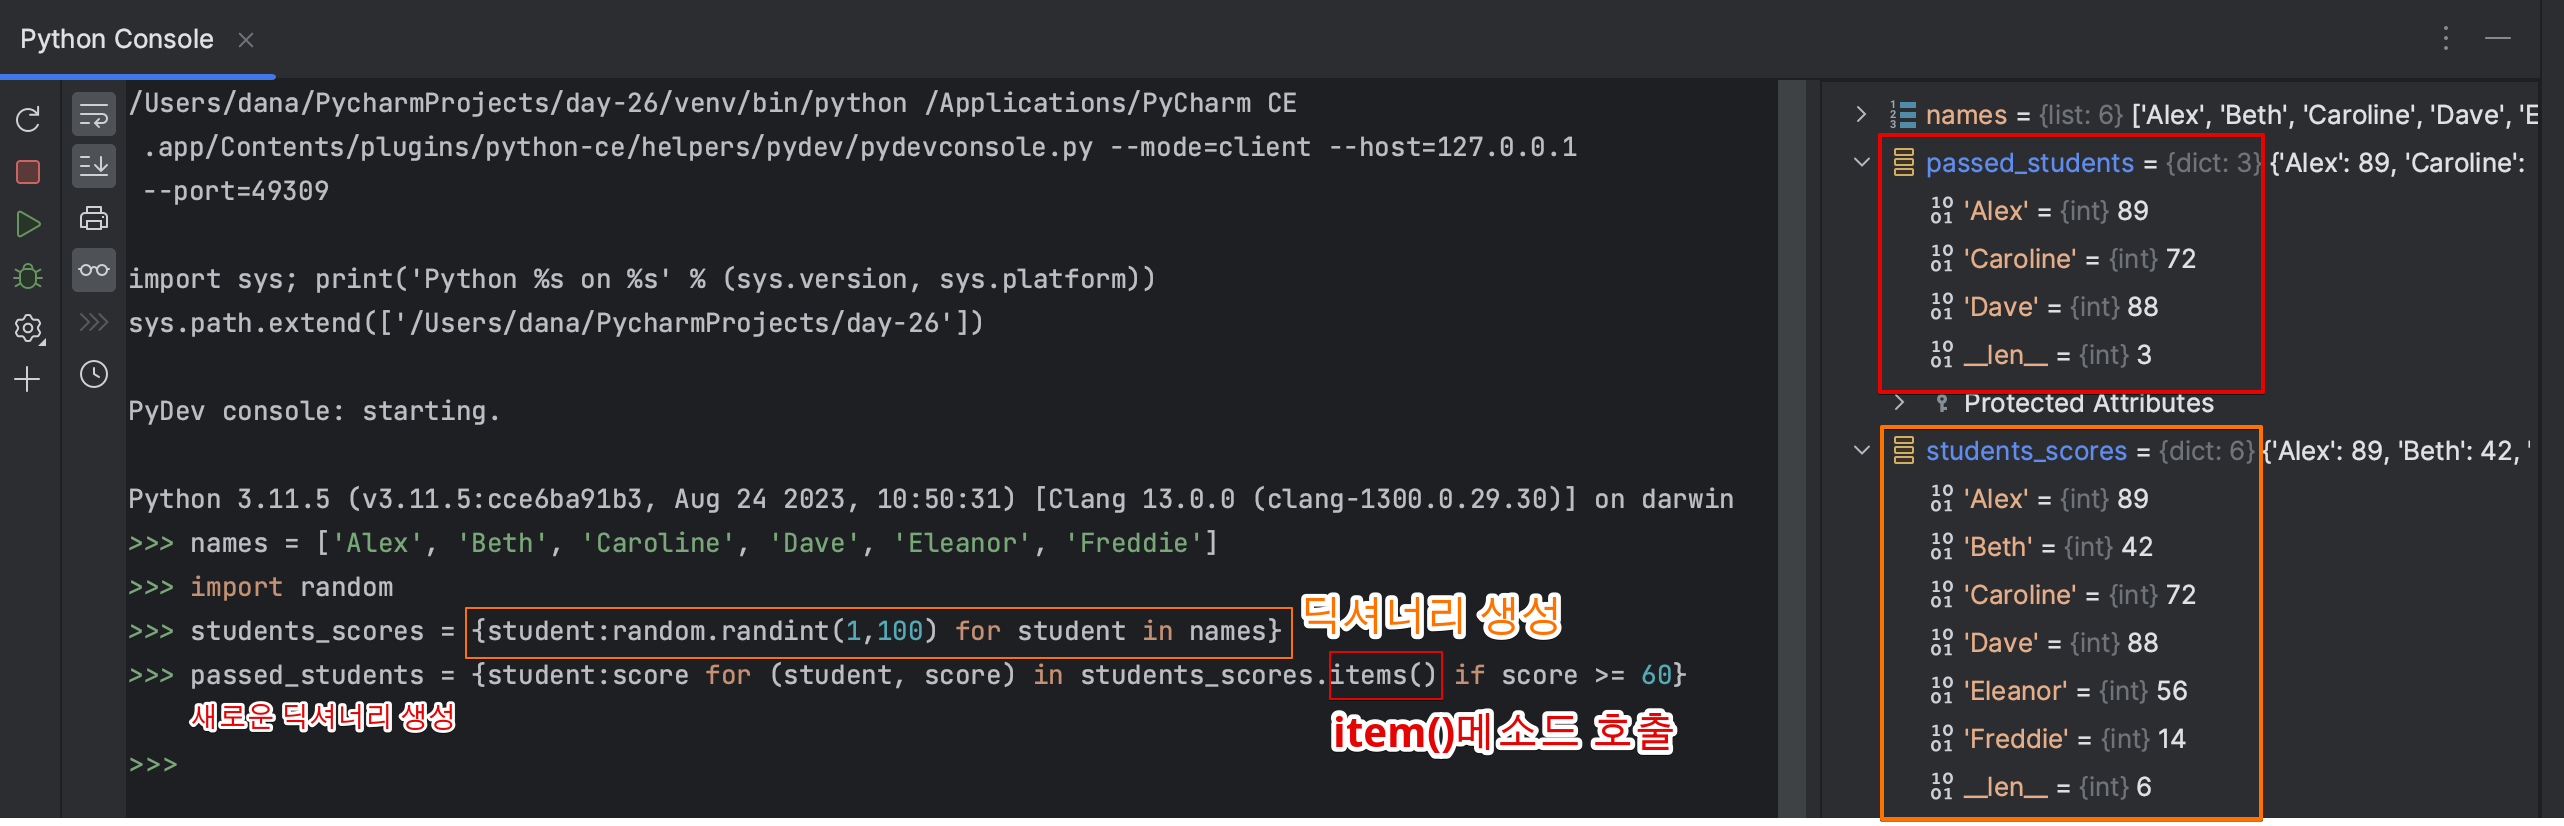 Python Console
/Users/dana/PycharmProjects/day-26/venv/bin/python /Applications/PyCharm CE
.app/Contents/plugins/python-ce/helpers/pydev/pydevconsole.py --mode=client --host=127.0.0.1
--port=49309
import sys; print('Python %s on %s' % (sys.version, sys.platform))
sys.path.extend(['/Users/dana/PycharmProjects/day-26'])
PyDev console: starting.
Python 3.11.5 (v3.11.5:cce6ba91b3, Aug 24 2023, 10:50:31) [Clang 13.0.0 (clang-1300.0.29.30)] on darwin
>>> names = ['Alex', 'Beth', 'Caroline', 'Dave', 'Eleanor', 'Freddie']
>>> import random
>>> students_scores = {student:random.randint(1,100) for student in names}
딕셔너리 생성
>>> passed_students = {student:score for (student, score) in students_scores.items() if score >= 60}
새로운 딕셔너리 생성
item()메소드 호출
>>>
names = {list: 6} ['Alex', 'Beth', 'Caroline', 'Dave', 'E
passed_students = {dict: 3} {'Alex': 89, 'Caroline':
'Alex' = {int} 89
'Caroline' = {int} 72
'Dave' = {int} 88
__len__ = {int} 3
Protected Attributes
students_scores = {dict: 6} {'Alex': 89, 'Beth': 42, '
'Alex' = {int} 89
'Beth' = {int} 42
'Caroline' = {int} 72
'Dave' = {int} 88
'Eleanor' = {int} 56
'Freddie' = {int} 14
__len__ = {int} 6